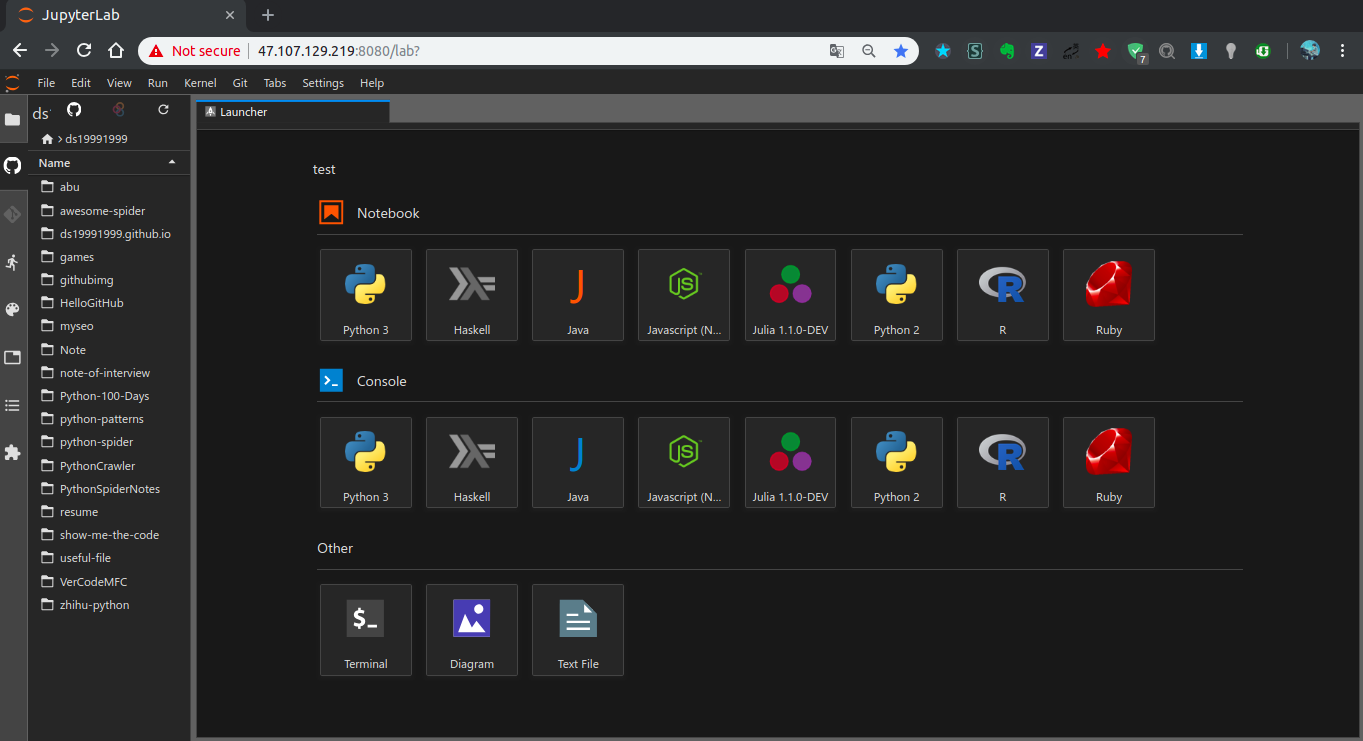 JupyterLab
Not secure 47.107.129.219:8080/lab?
7
File Edit View Run Kernel Git Tabs Settings Help
ds
Launcher
ds19991999
Name
abu
awesome-spider
ds19991999.github.io
games
githubimg
HelloGitHub
myseo
Note
note-of-interview
Python-100-Days
python-patterns
python-spider
PythonCrawler
PythonSpiderNotes
resume
show-me-the-code
useful-file
VerCodeMFC
zhihu-python
test
Notebook
Python 3 Haskell Java Javascript (N... Julia 1.1.0-DEV Python 2 R Ruby
Console
Python 3 Haskell Java Javascript (N... Julia 1.1.0-DEV Python 2 R Ruby
Other
$_
Terminal Diagram Text File